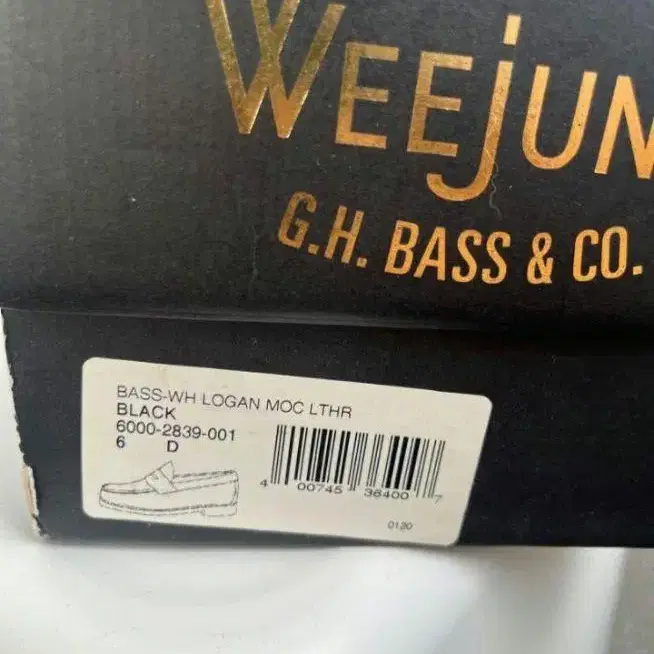 WEEJUN
G.H. BASS & CO.
BASS-WH LOGAN MOC LTHR
BLACK
6000-2839-001
6 D
4 00745 36400 7
0120